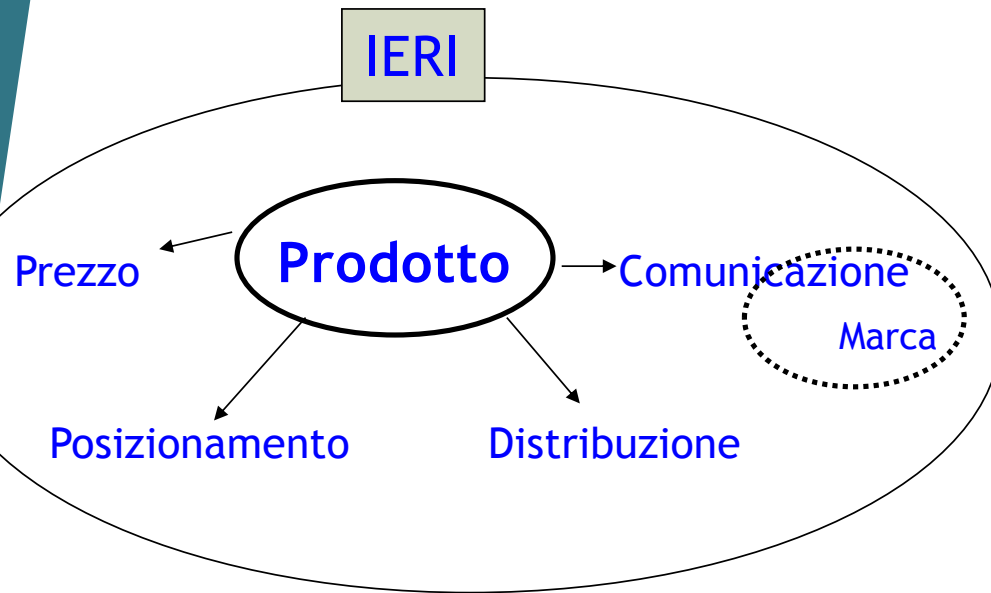 IERI
Prezzo
Prodotto
Comunicazione
Marca
Posizionamento
Distribuzione